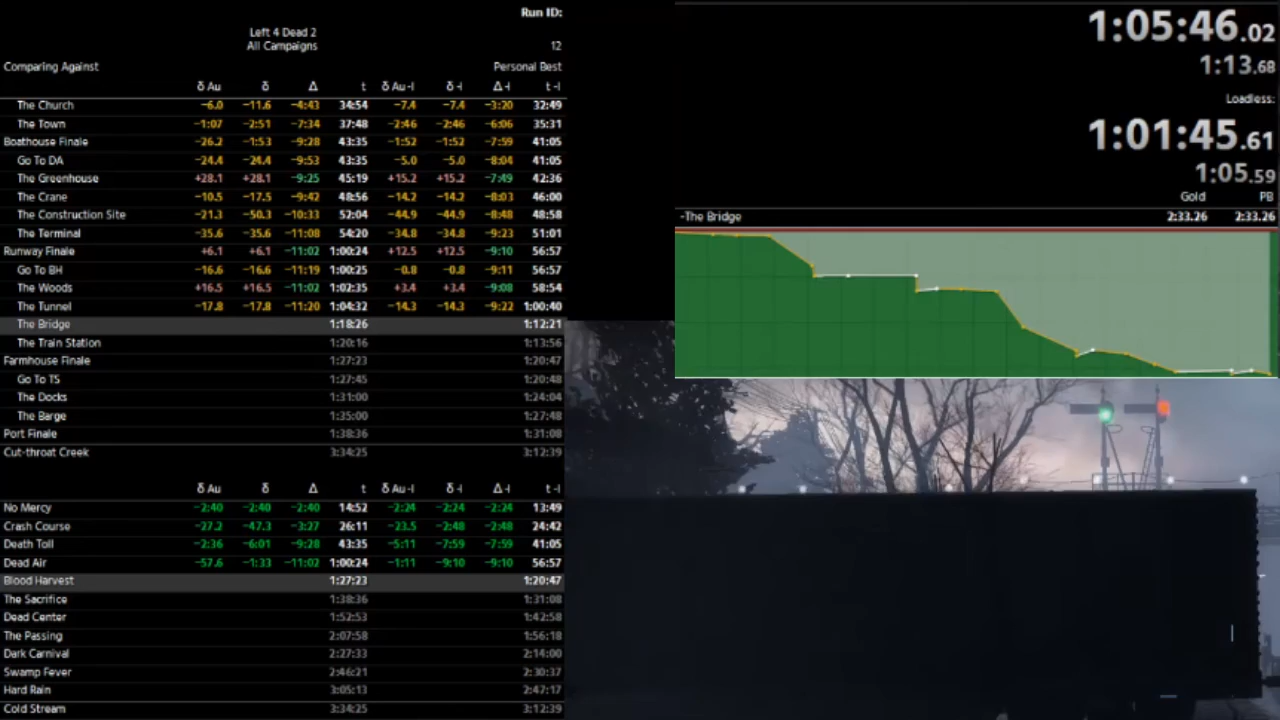 Run ID:
Left 4 Dead 2
All Campaigns 12
Comparing Against Personal Best
δ Au δ Δ t δ Au -l δ -l Δ -l t -l
The Church −6.0 −11.6 −4:43 34:54 −7.4 −7.4 −3:20 32:49
The Town −1:07 −2:51 −7:34 37:48 −2:46 −2:46 −6:06 35:31
Boathouse Finale −26.2 −1:53 −9:28 43:35 −1:52 −1:52 −7:59 41:05
Go To DA −24.4 −24.4 −9:53 43:35 −5.0 −5.0 −8:04 41:05
The Greenhouse +28.1 +28.1 −9:25 45:19 +15.2 +15.2 −7:49 42:36
The Crane −10.5 −17.5 −9:42 48:56 −14.2 −14.2 −8:03 46:00
The Construction Site −21.3 −50.3 −10:33 52:04 −44.9 −44.9 −8:48 48:58
The Terminal −35.6 −35.6 −11:08 54:20 −34.8 −34.8 −9:23 51:01
Runway Finale +6.1 +6.1 −11:02 1:00:24 +12.5 +12.5 −9:10 56:57
Go To BH −16.6 −16.6 −11:19 1:00:25 −0.8 −0.8 −9:11 56:57
The Woods +16.5 +16.5 −11:02 1:02:35 +3.4 +3.4 −9:08 58:54
The Tunnel −17.8 −17.8 −11:20 1:04:32 −14.3 −14.3 −9:22 1:00:40
The Bridge 1:18:26 1:12:21
The Train Station 1:20:16 1:13:56
Farmhouse Finale 1:27:23 1:20:47
Go To TS 1:27:45 1:20:48
The Docks 1:31:00 1:24:04
The Barge 1:35:00 1:27:48
Port Finale 1:38:36 1:31:08
Cut-throat Creek 3:34:25 3:12:39
δ Au δ Δ t δ Au -l δ -l Δ -l t -l
No Mercy −2:40 −2:40 −2:40 14:52 −2:24 −2:24 −2:24 13:49
Crash Course −27.2 −47.3 −3:27 26:11 −23.5 −2:48 −2:48 24:42
Death Toll −2:36 −6:01 −9:28 43:35 −5:11 −7:59 −7:59 41:05
Dead Air −57.6 −1:33 −11:02 1:00:24 −1:11 −9:10 −9:10 56:57
Blood Harvest 1:27:23 1:20:47
The Sacrifice 1:38:36 1:31:08
Dead Center 1:52:53 1:42:58
The Passing 2:07:58 1:56:18
Dark Carnival 2:27:33 2:14:00
Swamp Fever 2:46:21 2:30:37
Hard Rain 3:05:13 2:47:17
Cold Stream 3:34:25 3:12:39
1:05:46.02
1:13.68
Loadless:
1:01:45.61
1:05.59
Gold PB
-The Bridge 2:33.26 2:33.26